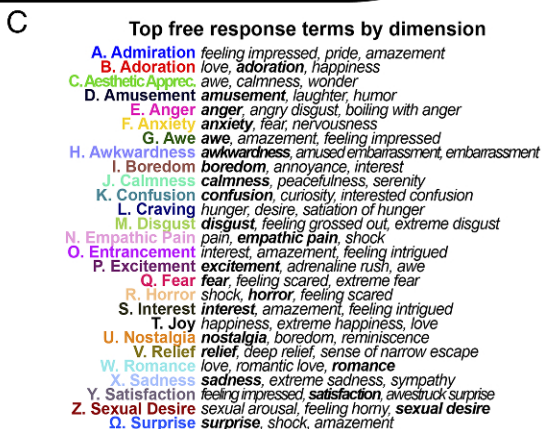 C
Top free response terms by dimension
A. Admiration feeling impressed, pride, amazement
B. Adoration love, adoration, happiness
C. Aesthetic Apprec. awe, calmness, wonder
D. Amusement amusement, laughter, humor
E. Anger anger, angry disgust, boiling with anger
F. Anxiety anxiety, fear, nervousness
G. Awe awe, amazement, feeling impressed
H. Awkwardness awkwardness, amused embarrassment, embarrassment
I. Boredom boredom, annoyance, interest
J. Calmness calmness, peacefulness, serenity
K. Confusion confusion, curiosity, interested confusion
L. Craving hunger, desire, satiation of hunger
M. Disgust disgust, feeling grossed out, extreme disgust
N. Empathic Pain pain, empathic pain, shock
O. Entrancement interest, amazement, feeling intrigued
P. Excitement excitement, adrenaline rush, awe
Q. Fear fear, feeling scared, extreme fear
R. Horror shock, horror, feeling scared
S. Interest interest, amazement, feeling intrigued
T. Joy happiness, extreme happiness, love
U. Nostalgia nostalgia, boredom, reminiscence
V. Relief relief, deep relief, sense of narrow escape
W. Romance love, romantic love, romance
X. Sadness sadness, extreme sadness, sympathy
Y. Satisfaction feeling impressed, satisfaction, awestruck surprise
Z. Sexual Desire sexual arousal, feeling horny, sexual desire
Ω. Surprise surprise, shock, amazement